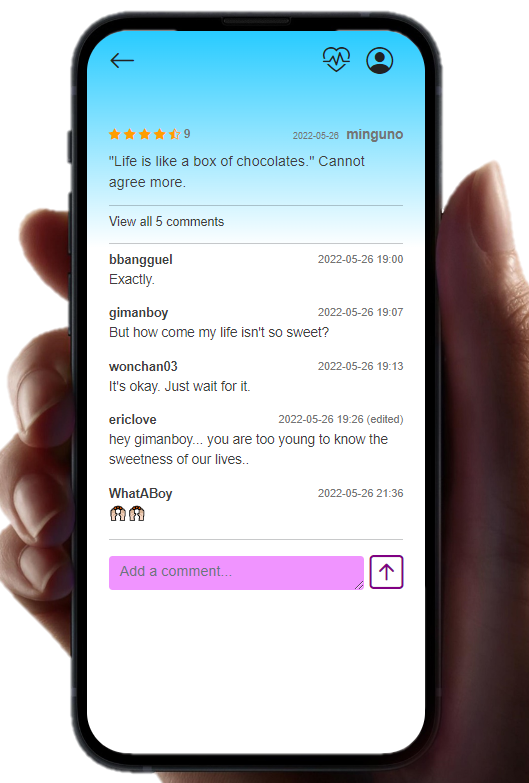 9 2022-05-26 minguno
"Life is like a box of chocolates." Cannot
agree more.
View all 5 comments
bbangguel 2022-05-26 19:00
Exactly.
gimanboy 2022-05-26 19:07
But how come my life isn't so sweet?
wonchan03 2022-05-26 19:13
It's okay. Just wait for it.
ericlove 2022-05-26 19:26 (edited)
hey gimanboy... you are too young to know the
sweetness of our lives..
WhatABoy 2022-05-26 21:36
Add a comment...